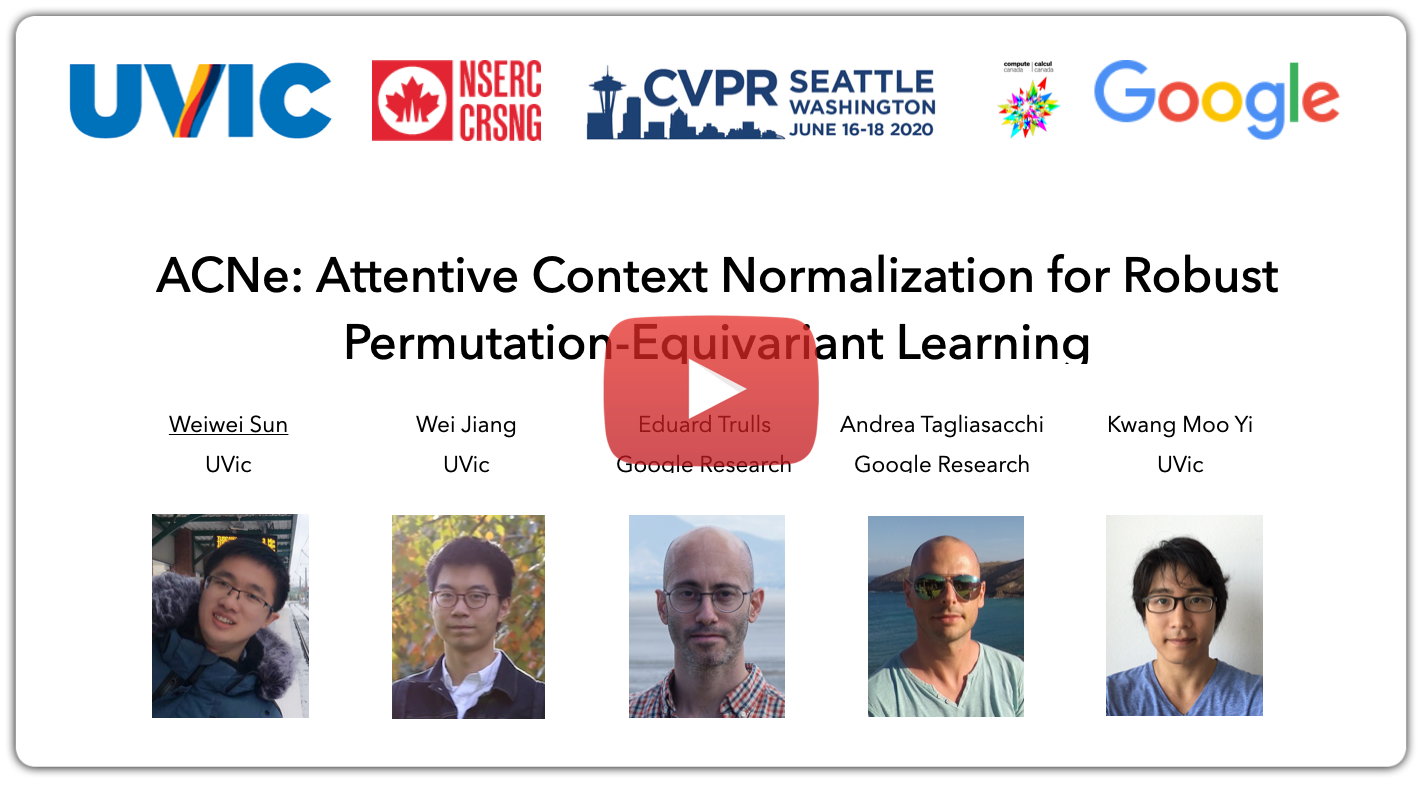 UVIC
NSERC
CRSNG
CVPR SEATTLE
WASHINGTON
JUNE 16-18 2020
compute | calcul
canada | canada
Google
ACNe: Attentive Context Normalization for Robust
Permutation-Equivariant Learning
Weiwei Sun
Wei Jiang
Eduard Trulls
Andrea Tagliasacchi
Kwang Moo Yi
UVic
UVic
Google Research
Google Research
UVic